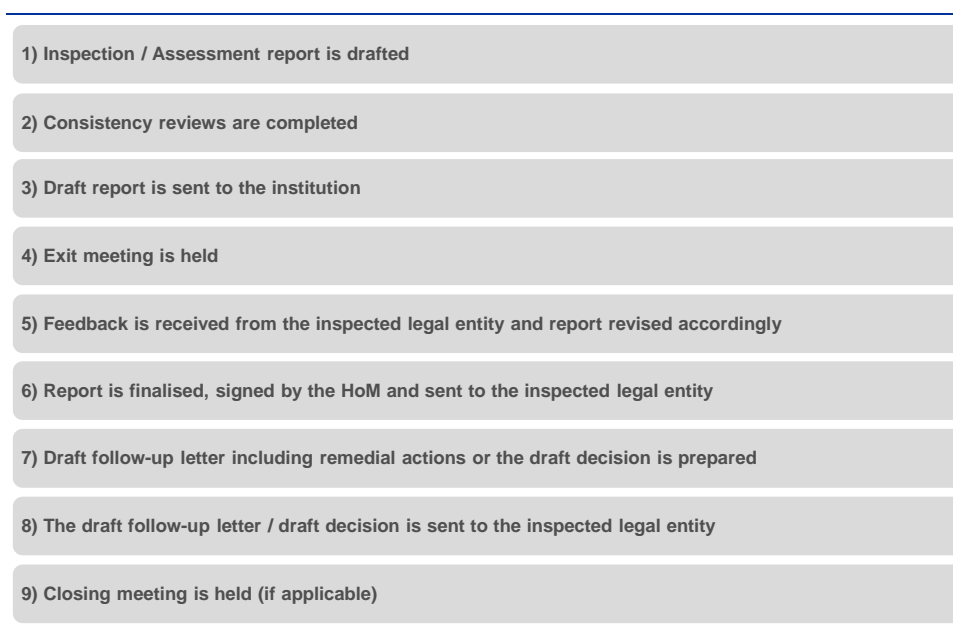 1) Inspection / Assessment report is drafted
2) Consistency reviews are completed
3) Draft report is sent to the institution
4) Exit meeting is held
5) Feedback is received from the inspected legal entity and report revised accordingly
6) Report is finalised, signed by the HoM and sent to the inspected legal entity
7) Draft follow-up letter including remedial actions or the draft decision is prepared
8) The draft follow-up letter / draft decision is sent to the inspected legal entity
9) Closing meeting is held (if applicable)